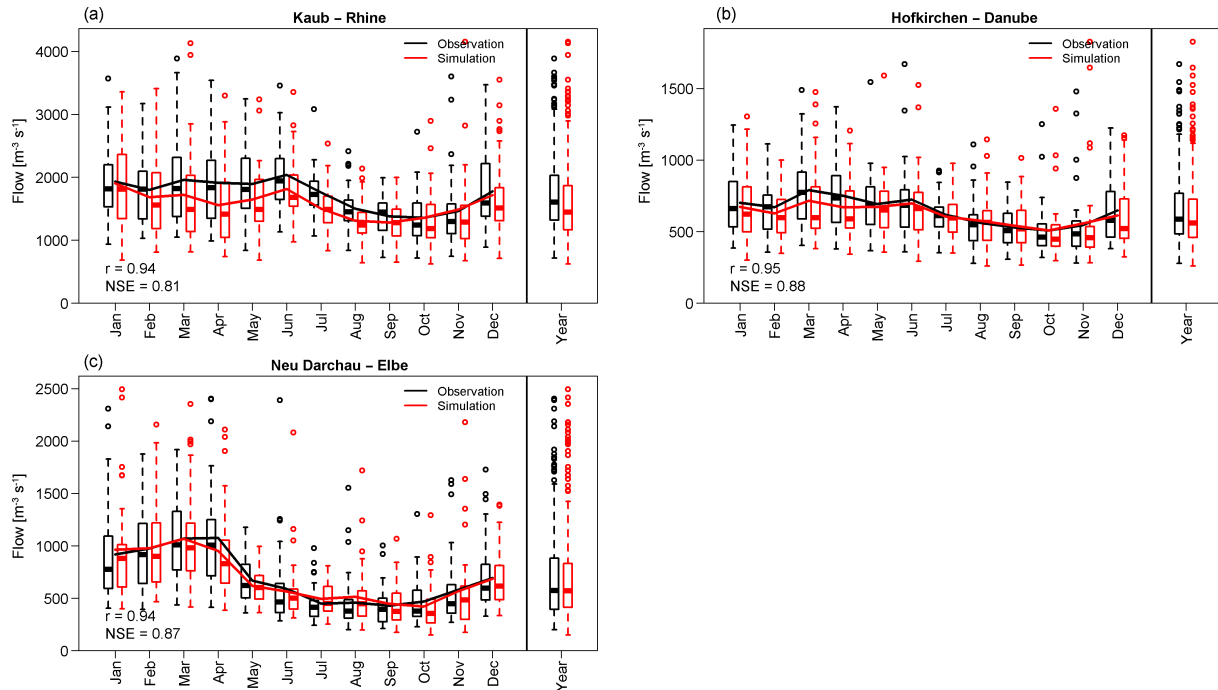 (a)
Kaub – Rhine
Flow [m⁻³ s⁻¹]
4000
3000
2000
1000
0
Observation
Simulation
r = 0.94
NSE = 0.81
Jan Feb Mar Apr May Jun Jul Aug Sep Oct Nov Dec Year
(b)
Hofkirchen – Danube
Flow [m⁻³ s⁻¹]
1500
1000
500
0
Observation
Simulation
r = 0.95
NSE = 0.88
Jan Feb Mar Apr May Jun Jul Aug Sep Oct Nov Dec Year
(c)
Neu Darchau – Elbe
Flow [m⁻³ s⁻¹]
2500
2000
1500
1000
500
0
Observation
Simulation
r = 0.94
NSE = 0.87
Jan Feb Mar Apr May Jun Jul Aug Sep Oct Nov Dec Year